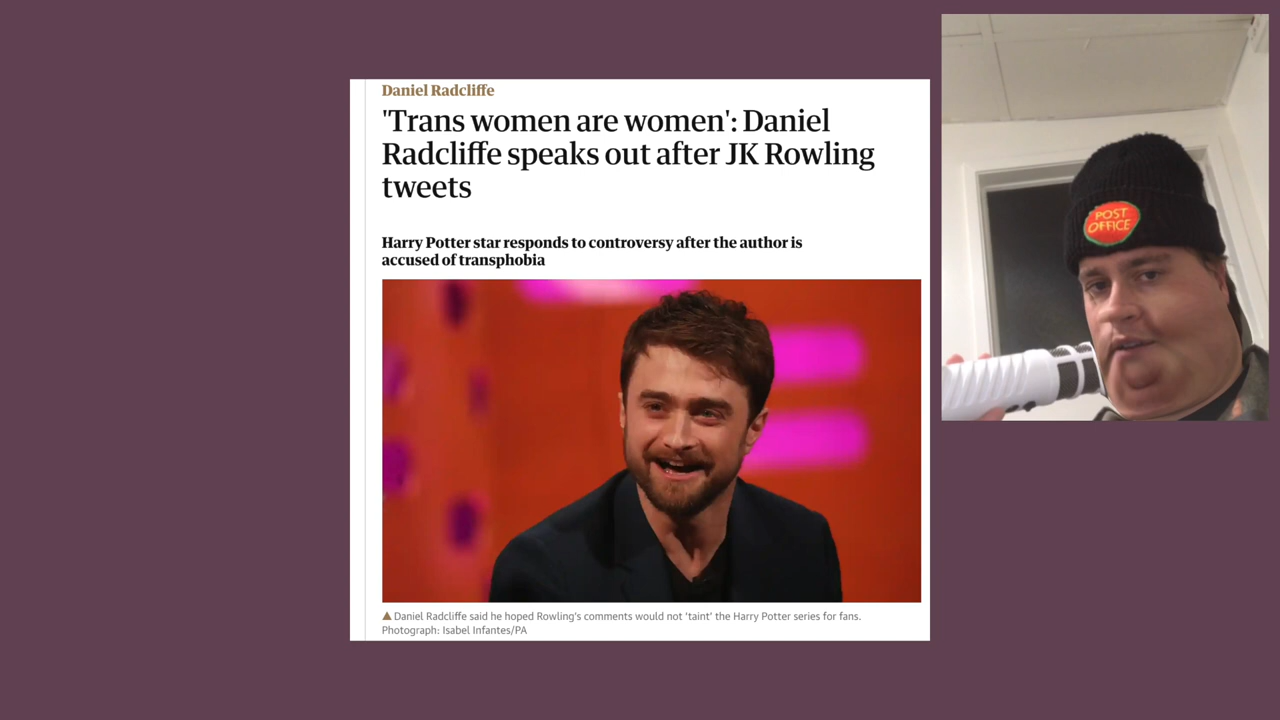 Daniel Radcliffe
'Trans women are women': Daniel
Radcliffe speaks out after JK Rowling
tweets
Harry Potter star responds to controversy after the author is
accused of transphobia
▲ Daniel Radcliffe said he hoped Rowling's comments would not 'taint' the Harry Potter series for fans.
Photograph: Isabel Infantes/PA
POST
OFFICE